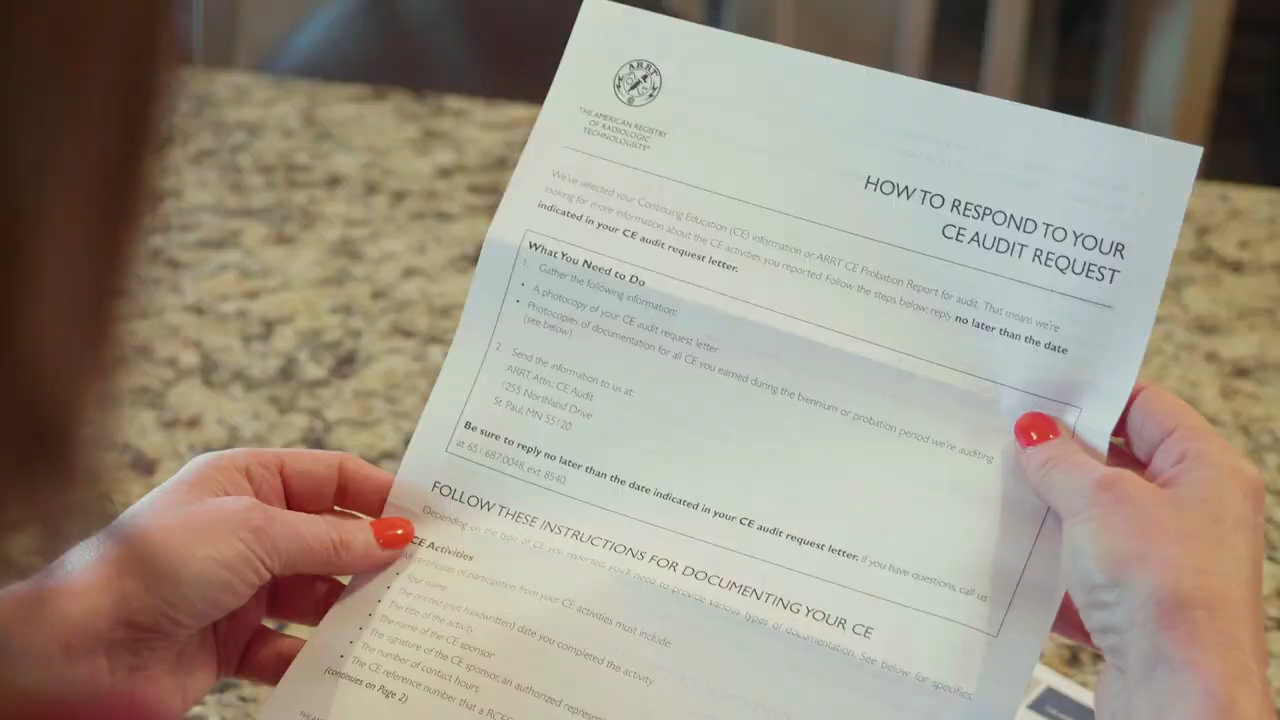 ARRT
THE AMERICAN REGISTRY
OF RADIOLOGIC
TECHNOLOGISTS®
HOW TO RESPOND TO YOUR
CE AUDIT REQUEST
We've selected your Continuing Education (CE) information or ARRT CE Probation Report for audit. That means we're
looking for more information about the CE activities you reported. Follow the steps below; reply no later than the date
indicated in your CE audit request letter.
What You Need to Do
1. Gather the following information:
• A photocopy of your CE audit request letter
• Photocopies of documentation for all CE you earned during the biennium or probation period we're auditing
(see below)
2. Send the information to us at:
ARRT, Attn.: CE Audit
1255 Northland Drive
St. Paul, MN 55120
Be sure to reply no later than the date indicated in your CE audit request letter. If you have questions, call us
at 651.687.0048, ext. 8540.
FOLLOW THESE INSTRUCTIONS FOR DOCUMENTING YOUR CE
Depending on the type of CE you reported, you'll need to provide various types of documentation. See below for specifics.
CE Activities
certificates of participation from your CE activities must include:
• Your name
• The printed (not handwritten) date you completed the activity
• The title of the activity
• The name of the CE sponsor
• The signature of the CE sponsor, an authorized
• The number of contact hours
• The CE reference number that a
(continues on Page 2)